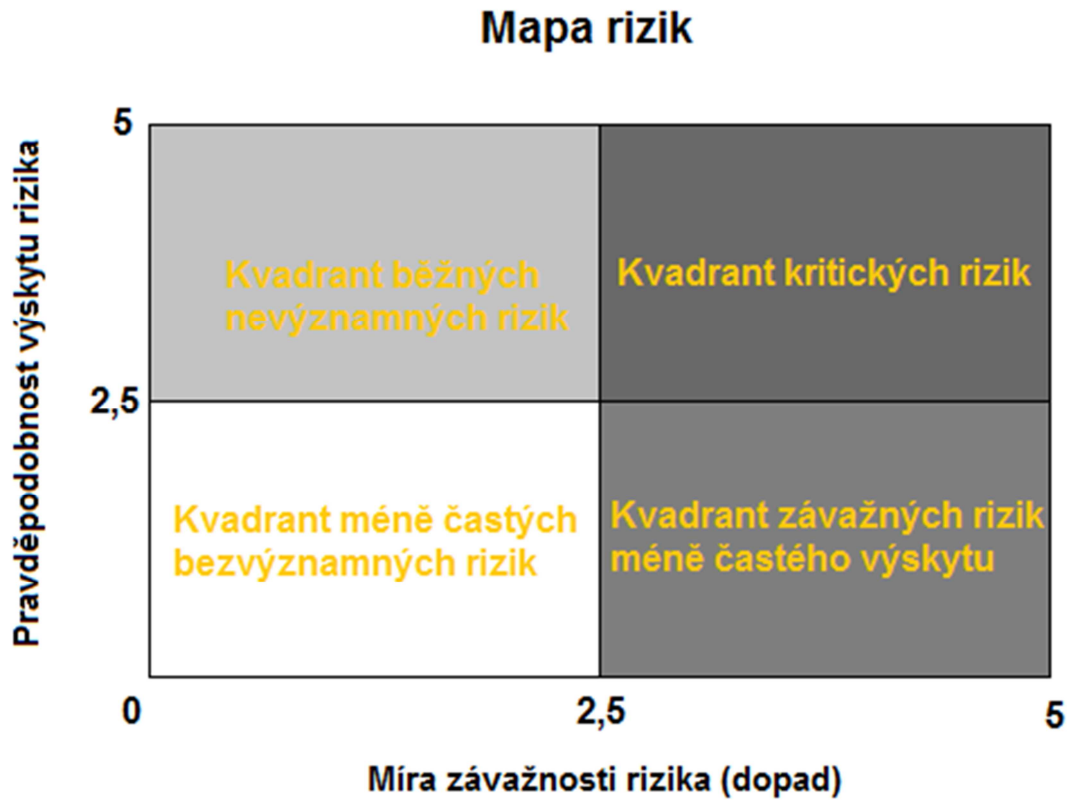 Mapa rizik
5
Pravděpodobnost výskytu rizika
Kvadrant běžných
nevýznamných rizik
Kvadrant kritických rizik
2,5
Kvadrant méně častých
bezvýznamných rizik
Kvadrant závažných rizik
méně častého výskytu
0
2,5
5
Míra závažnosti rizika (dopad)